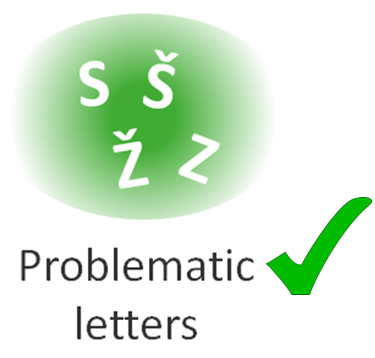 S Š
Ž Z
Problematic
letters